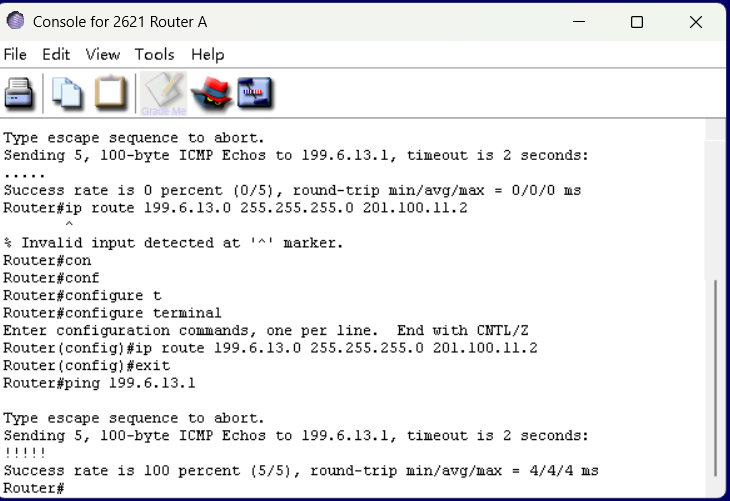 Console for 2621 Router A
File Edit View Tools Help
Grade Me
Type escape sequence to abort.
Sending 5, 100-byte ICMP Echos to 199.6.13.1, timeout is 2 seconds:
.....
Success rate is 0 percent (0/5), round-trip min/avg/max = 0/0/0 ms
Router#ip route 199.6.13.0 255.255.255.0 201.100.11.2
        ^
% Invalid input detected at '^' marker.
Router#con
Router#conf
Router#configure t
Router#configure terminal
Enter configuration commands, one per line.  End with CNTL/Z
Router(config)#ip route 199.6.13.0 255.255.255.0 201.100.11.2
Router(config)#exit
Router#ping 199.6.13.1
Type escape sequence to abort.
Sending 5, 100-byte ICMP Echos to 199.6.13.1, timeout is 2 seconds:
!!!!!
Success rate is 100 percent (5/5), round-trip min/avg/max = 4/4/4 ms
Router#